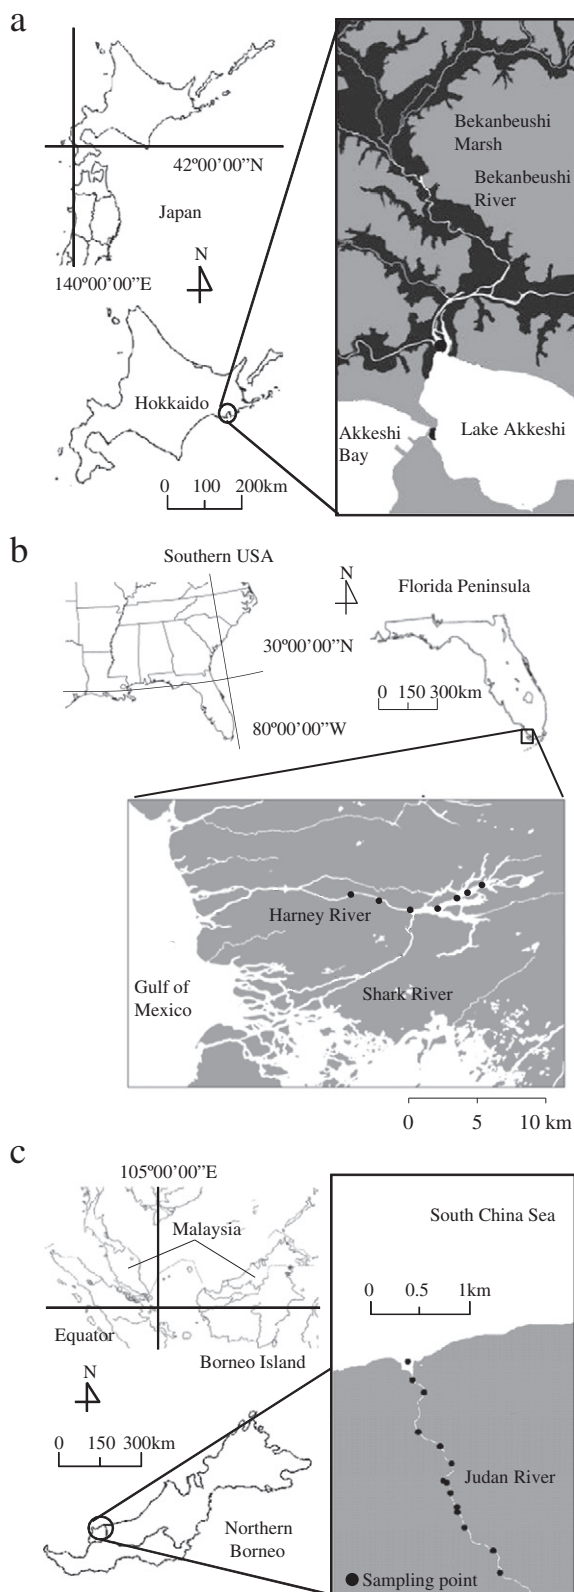 a
42º00'00''N
Japan
140º00'00''E
N
Hokkaido
0 100 200km
Bekanbeushi
Marsh
Bekanbeushi
River
Akkeshi
Bay
Lake Akkeshi
b
Southern USA
N
Florida Peninsula
30º00'00''N
0 150 300km
80º00'00''W
Harney River
Gulf of
Mexico
Shark River
0 5 10 km
c
105º00'00''E
Malaysia
Equator
Borneo Island
N
0 150 300km
Northern
Borneo
South China Sea
0 0.5 1km
Judan River
Sampling point